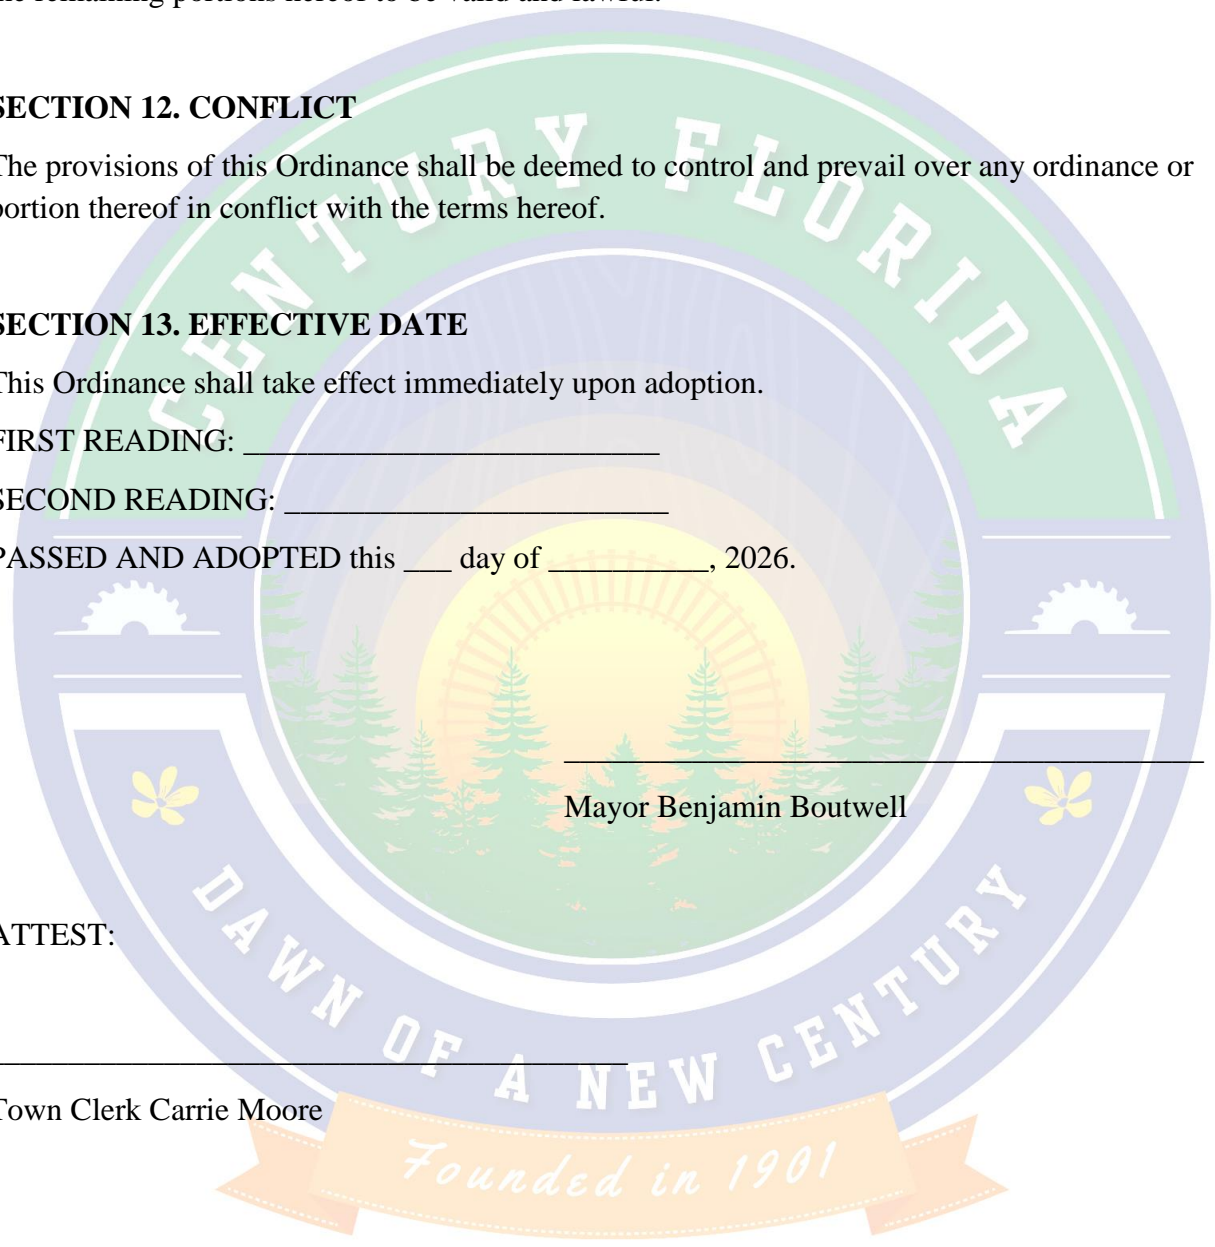 the remaining portions hereof to be valid and lawful.
SECTION 12. CONFLICT
The provisions of this Ordinance shall be deemed to control and prevail over any ordinance or
portion thereof in conflict with the terms hereof.
SECTION 13. EFFECTIVE DATE
This Ordinance shall take effect immediately upon adoption.
FIRST READING: __________________________
SECOND READING: ________________________
PASSED AND ADOPTED this ___ day of __________, 2026.
________________________________________
Mayor Benjamin Boutwell
ATTEST:
________________________________________
Town Clerk Carrie Moore
CENTURY FLORIDA
DAWN OF A NEW CENTURY
Founded in 1901